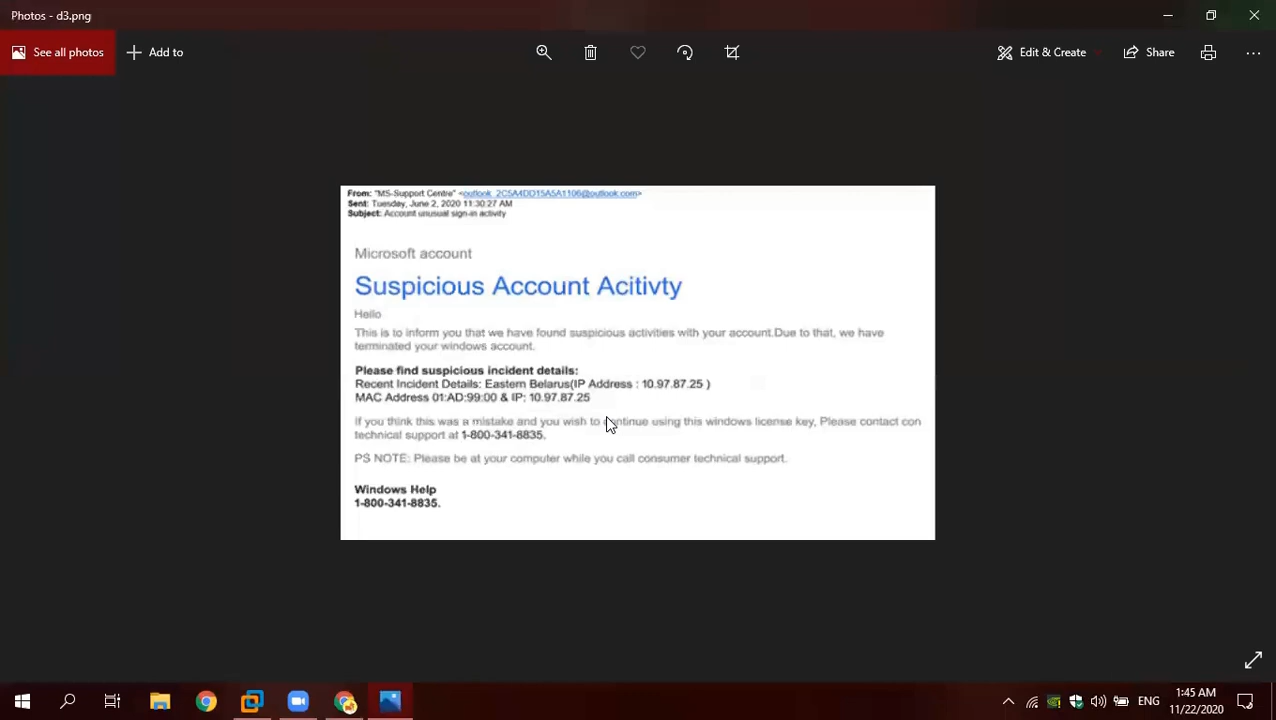 Photos - d3.png
See all photos
Add to
Edit & Create
Share
From: "MS-Support Centre" <outlook_2C5A4DD15A5A1106@outlook.com>
Sent: Tuesday, June 2, 2020 11:30:27 AM
Subject: Account unusual sign-in activity
Microsoft account
Suspicious Account Acitivty
Hello
This is to inform you that we have found suspicious activities with your account.Due to that, we have
terminated your windows account.
Please find suspicious incident details:
Recent Incident Details: Eastern Belarus(IP Address : 10.97.87.25 )
MAC Address 01:AD:99:00 & IP: 10.97.87.25
If you think this was a mistake and you wish to continue using this windows license key, Please contact con
technical support at 1-800-341-8835.
PS NOTE: Please be at your computer while you call consumer technical support.
Windows Help
1-800-341-8835.
ENG
1:45 AM
11/22/2020